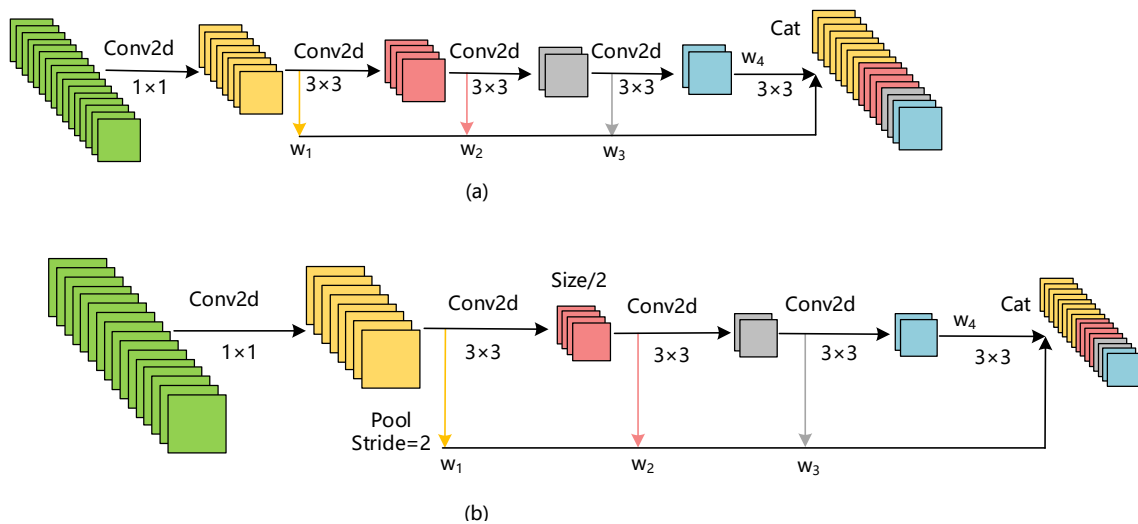 Cat
Conv2d
Conv2d
Conv2d
Conv2d
w4
1×1
3×3
3×3
3×3
3×3
w1
w2
w3
(a)
Size/2
Conv2d
Conv2d
Conv2d
Conv2d
Cat
w4
1×1
3×3
3×3
3×3
3×3
Pool
Stride=2
w1
w2
w3
(b)